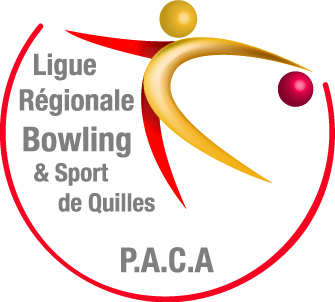 Ligue
Régionale
Bowling
& Sport
de Quilles
P.A.C.A